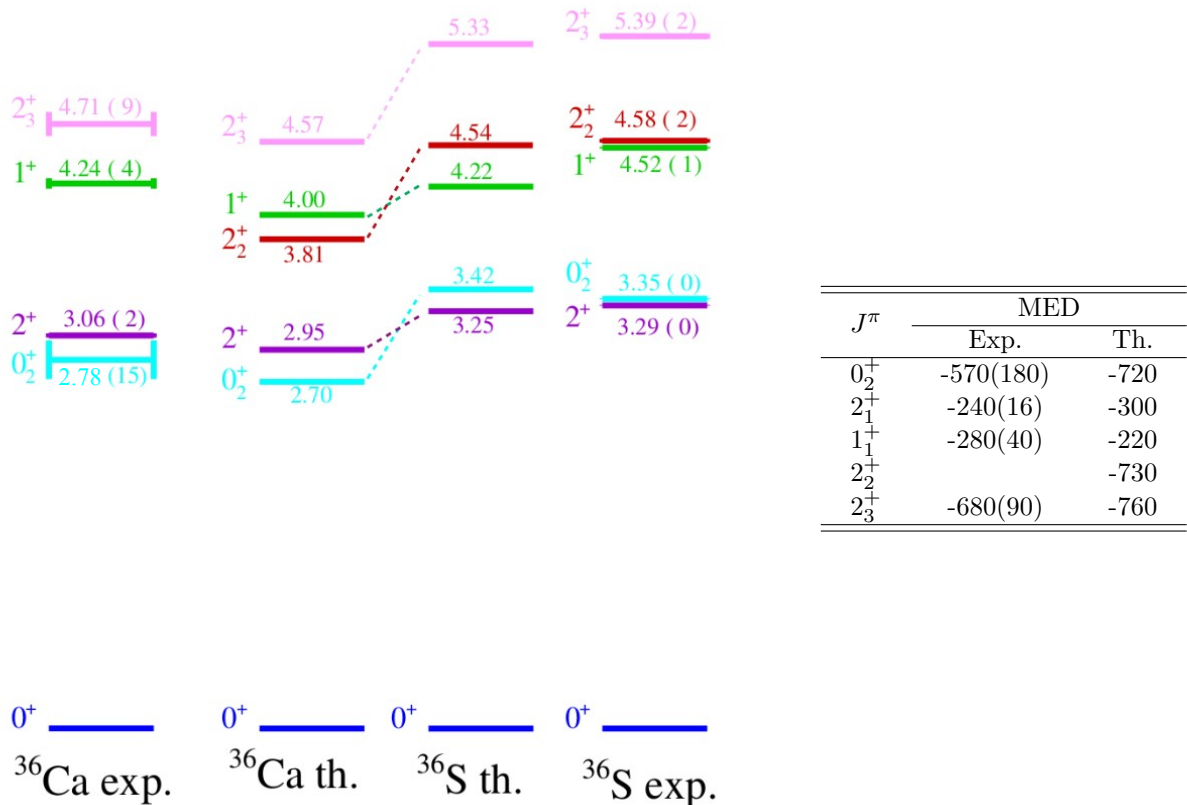 2₃⁺ 4.71 ( 9)
1⁺ 4.24 ( 4)
2⁺ 3.06 ( 2)
0₂⁺ 2.78 (15)
0⁺
³⁶Ca exp.
2₃⁺ 4.57
1⁺ 4.00
2₂⁺ 3.81
2⁺ 2.95
0₂⁺ 2.70
0⁺
³⁶Ca th.
5.33
4.54
4.22
3.42
3.25
0⁺
³⁶S th.
2₃⁺ 5.39 ( 2)
2₂⁺ 4.58 ( 2)
1⁺ 4.52 ( 1)
0₂⁺ 3.35 ( 0)
2⁺ 3.29 ( 0)
0⁺
³⁶S exp.
J^π MED
Exp. Th.
0₂⁺ -570(180) -720
2₁⁺ -240(16) -300
1₁⁺ -280(40) -220
2₂⁺ -730
2₃⁺ -680(90) -760